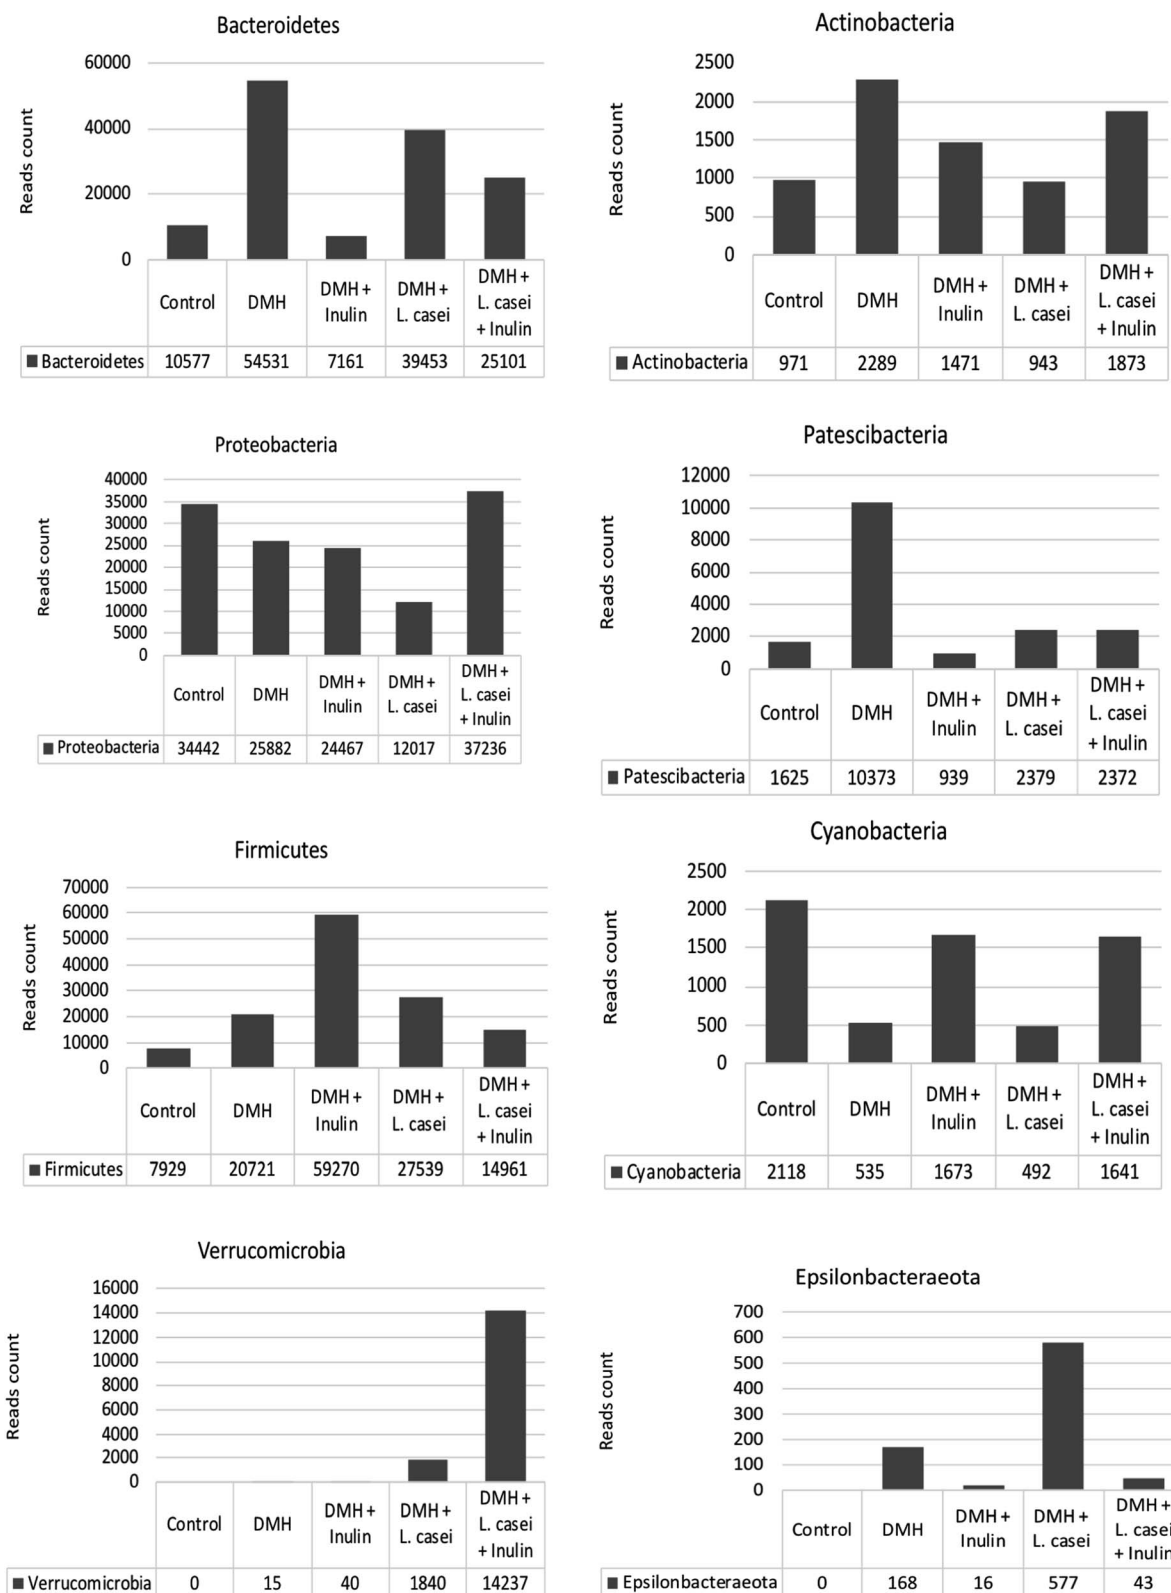 Bacteroidetes
60000
40000
20000
0
Reads count
Control
DMH
DMH +
Inulin
DMH +
L. casei
DMH +
L. casei
+ Inulin
Bacteroidetes 10577 54531 7161 39453 25101
Actinobacteria
2500
2000
1500
1000
500
0
Reads count
Control
DMH
DMH +
Inulin
DMH +
L. casei
DMH +
L. casei
+ Inulin
Actinobacteria 971 2289 1471 943 1873
Proteobacteria
40000
35000
30000
25000
20000
15000
10000
5000
0
Reads count
Control
DMH
DMH +
Inulin
DMH +
L. casei
DMH +
L. casei
+ Inulin
Proteobacteria 34442 25882 24467 12017 37236
Patescibacteria
12000
10000
8000
6000
4000
2000
0
Reads count
Control
DMH
DMH +
Inulin
DMH +
L. casei
DMH +
L. casei
+ Inulin
Patescibacteria 1625 10373 939 2379 2372
Firmicutes
70000
60000
50000
40000
30000
20000
10000
0
Reads count
Control
DMH
DMH +
Inulin
DMH +
L. casei
DMH +
L. casei
+ Inulin
Firmicutes 7929 20721 59270 27539 14961
Cyanobacteria
2500
2000
1500
1000
500
0
Reads count
Control
DMH
DMH +
Inulin
DMH +
L. casei
DMH +
L. casei
+ Inulin
Cyanobacteria 2118 535 1673 492 1641
Verrucomicrobia
16000
14000
12000
10000
8000
6000
4000
2000
0
Reads count
Control
DMH
DMH +
Inulin
DMH +
L. casei
DMH +
L. casei
+ Inulin
Verrucomicrobia 0 15 40 1840 14237
Epsilonbacteraeota
700
600
500
400
300
200
100
0
Reads count
Control
DMH
DMH +
Inulin
DMH +
L. casei
DMH +
L. casei
+ Inulin
Epsilonbacteraeota 0 168 16 577 43